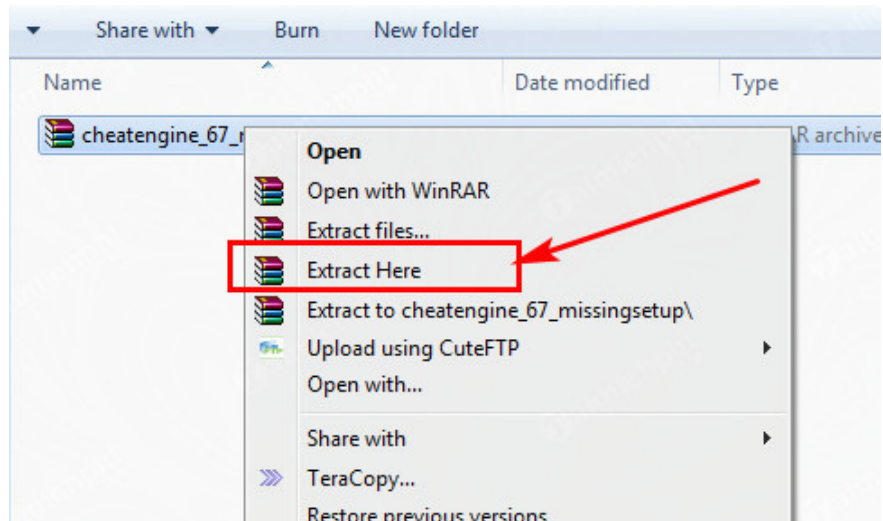 Share with Burn New folder
Name Date modified Type
cheatengine_67_
R archive
Open
Open with WinRAR
Extract files...
Extract Here
Extract to cheatengine_67_missingsetup\
Upload using CuteFTP
Open with...
Share with
TeraCopy...
Restore previous versions